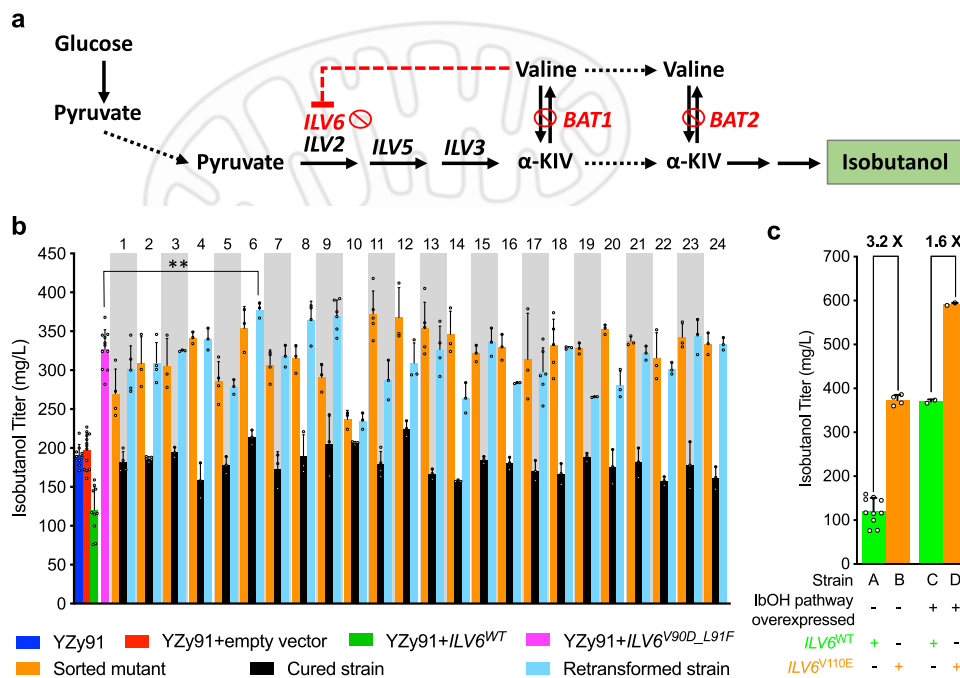 a
Glucose
Pyruvate
Pyruvate
ILV6
ILV2
ILV5
ILV3
Valine
Valine
BAT1
BAT2
α-KIV
α-KIV
Isobutanol
b
1 2 3 4 5 6 7 8 9 10 11 12 13 14 15 16 17 18 19 20 21 22 23 24
**
Isobutanol Titer (mg/L)
450
400
350
300
250
200
150
100
50
0
YZy91
YZy91+empty vector
YZy91+ILV6WT
YZy91+ILV6V90D_L91F
Sorted mutant
Cured strain
Retransformed strain
c
3.2 X
1.6 X
Isobutanol Titer (mg/L)
700
600
500
400
300
200
100
0
Strain A B C D
IbOH pathway
overexpressed - - + +
ILV6WT + - + -
ILV6V110E - + - +